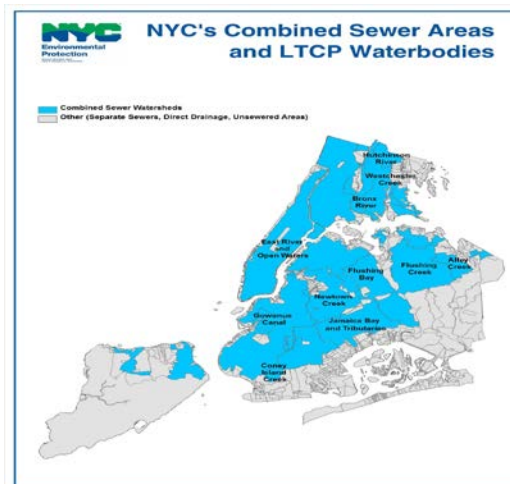 NYC
Environmental
Protection
NYC's Combined Sewer Areas
and LTCP Waterbodies
Combined Sewer Watersheds
Other (Separate Sewers, Direct Drainage, Unsewered Areas)
Hutchinson
River
Westchester
Creek
Bronx
River
East River
and
Open Waters
Flushing
Bay
Flushing
Creek
Alley
Creek
Newtown
Creek
Gowanus
Canal
Jamaica Bay
and Tributaries
Coney
Island
Creek